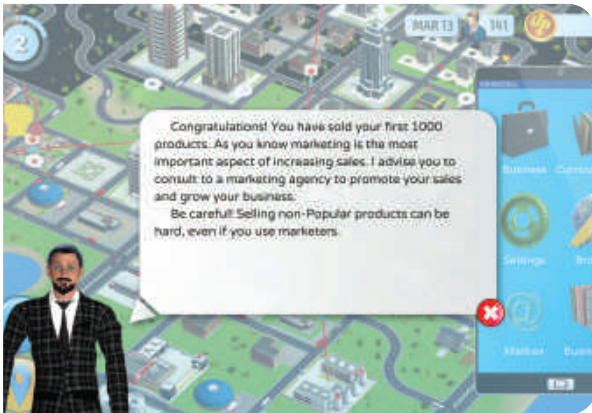 2
MAR 13
141
Congratulations! You have sold your first 1000
products. As you know marketing is the most
important aspect of increasing sales. I advise you to
consult to a marketing agency to promote your sales
and grow your business.
Be careful! Selling non-Popular products can be
hard, even if you use marketers.
Business
Settings
Mailbox